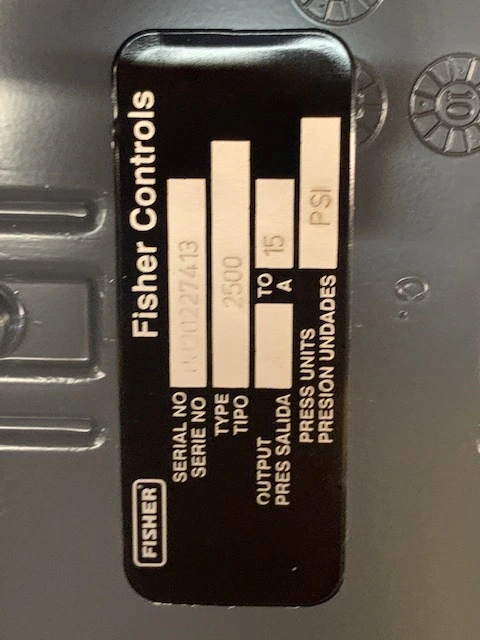 FISHER Fisher Controls
SERIAL NO
SERIE NO 20227413
TYPE
TIPO 2500
OUTPUT TO 15
PRES SALIDA A
PRESS UNITS PSI
PRESION UNDADES
10